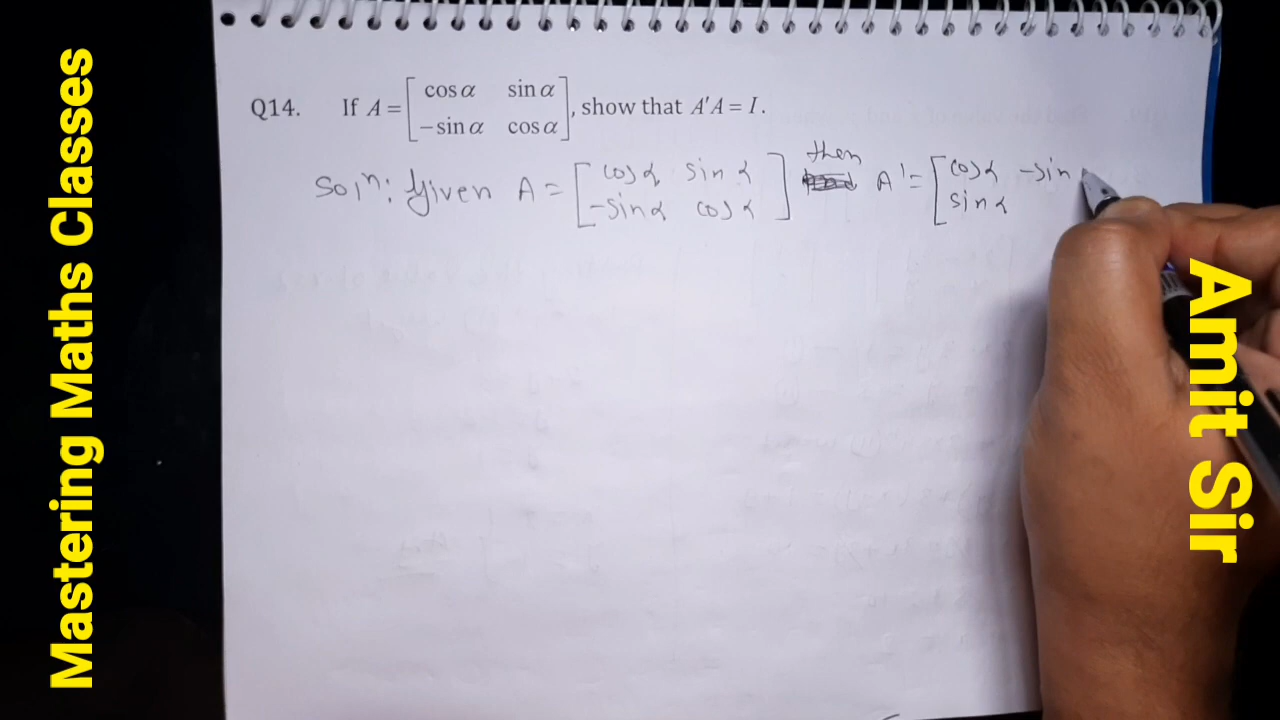 Mastering Maths Classes
Q14. If A = [cos α sin α
−sin α cos α], show that A′A = I.
Solⁿ: Given A = [cos α sin α
−sin α cos α] then A' = [cos α −sin
sin α
Amit Sir